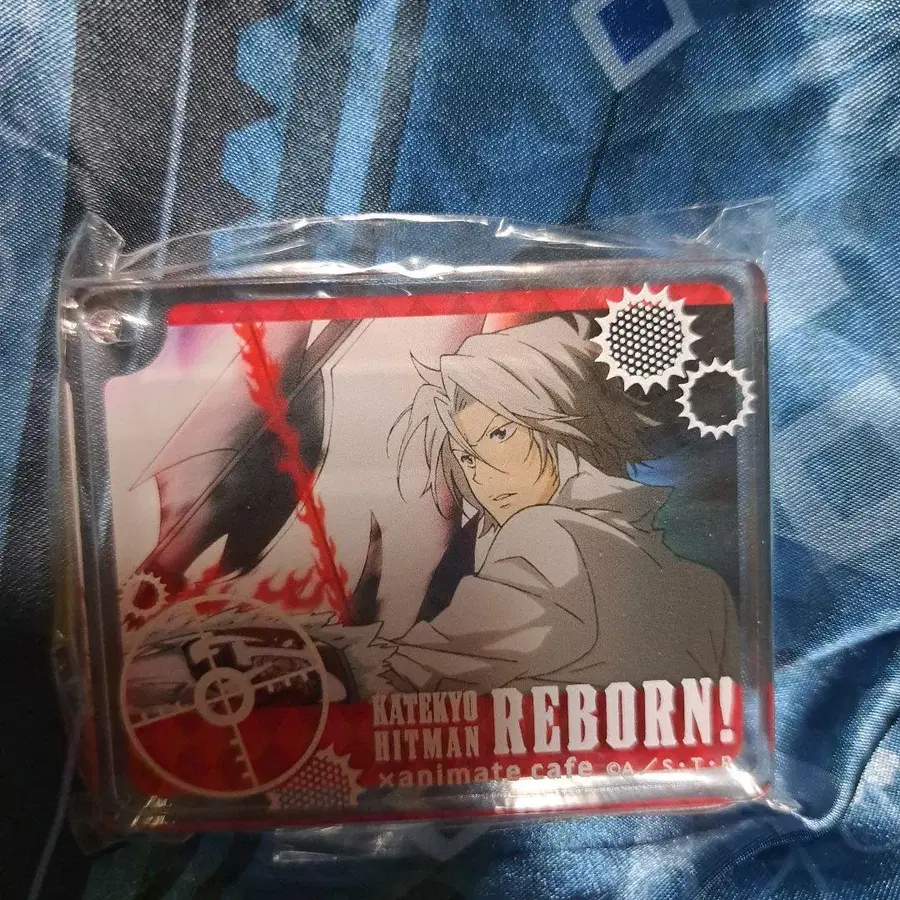 KATEKYO
HITMAN
REBORN!
×animate cafe ©A/S・T・R